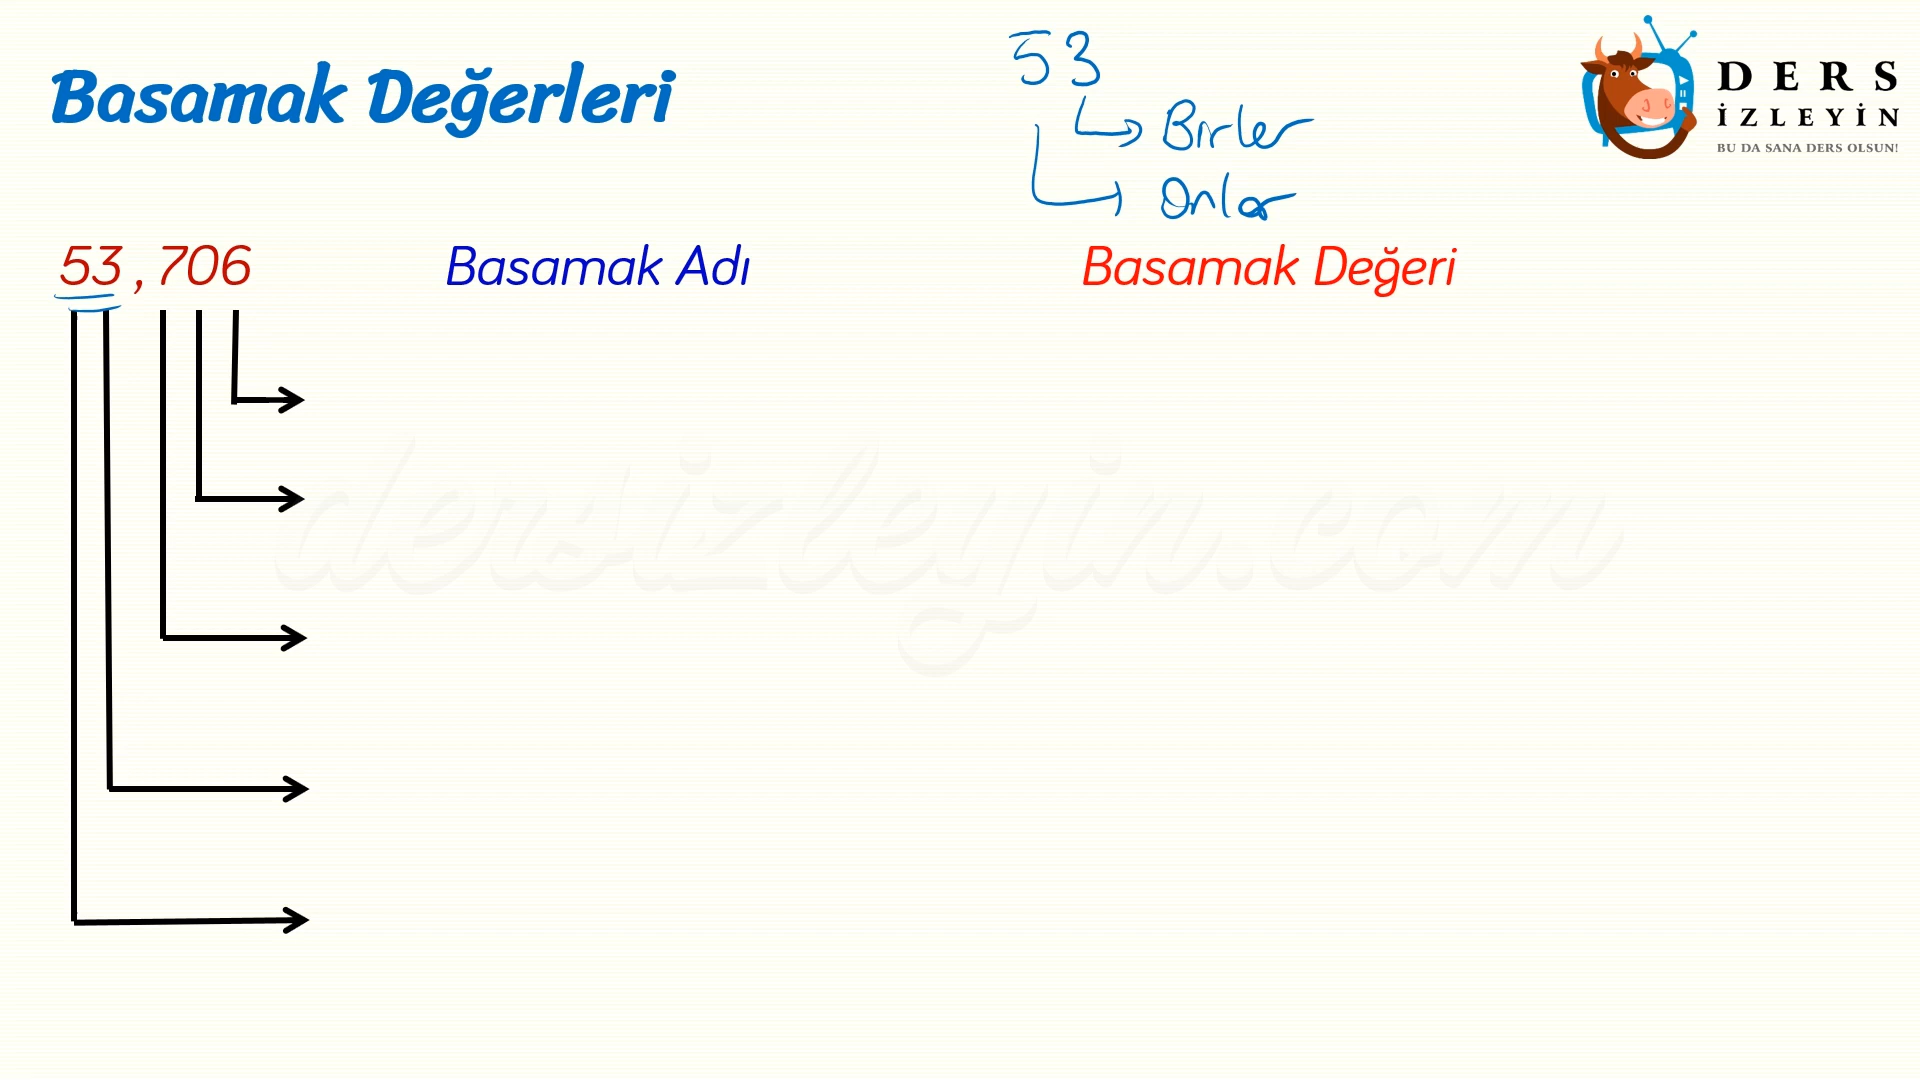 Basamak Değerleri
53
Birler
Onlar
DERS
İZLEYİN
BU DA SANA DERS OLSUN!
53,706
Basamak Adı
Basamak Değeri
dersizleyin.com